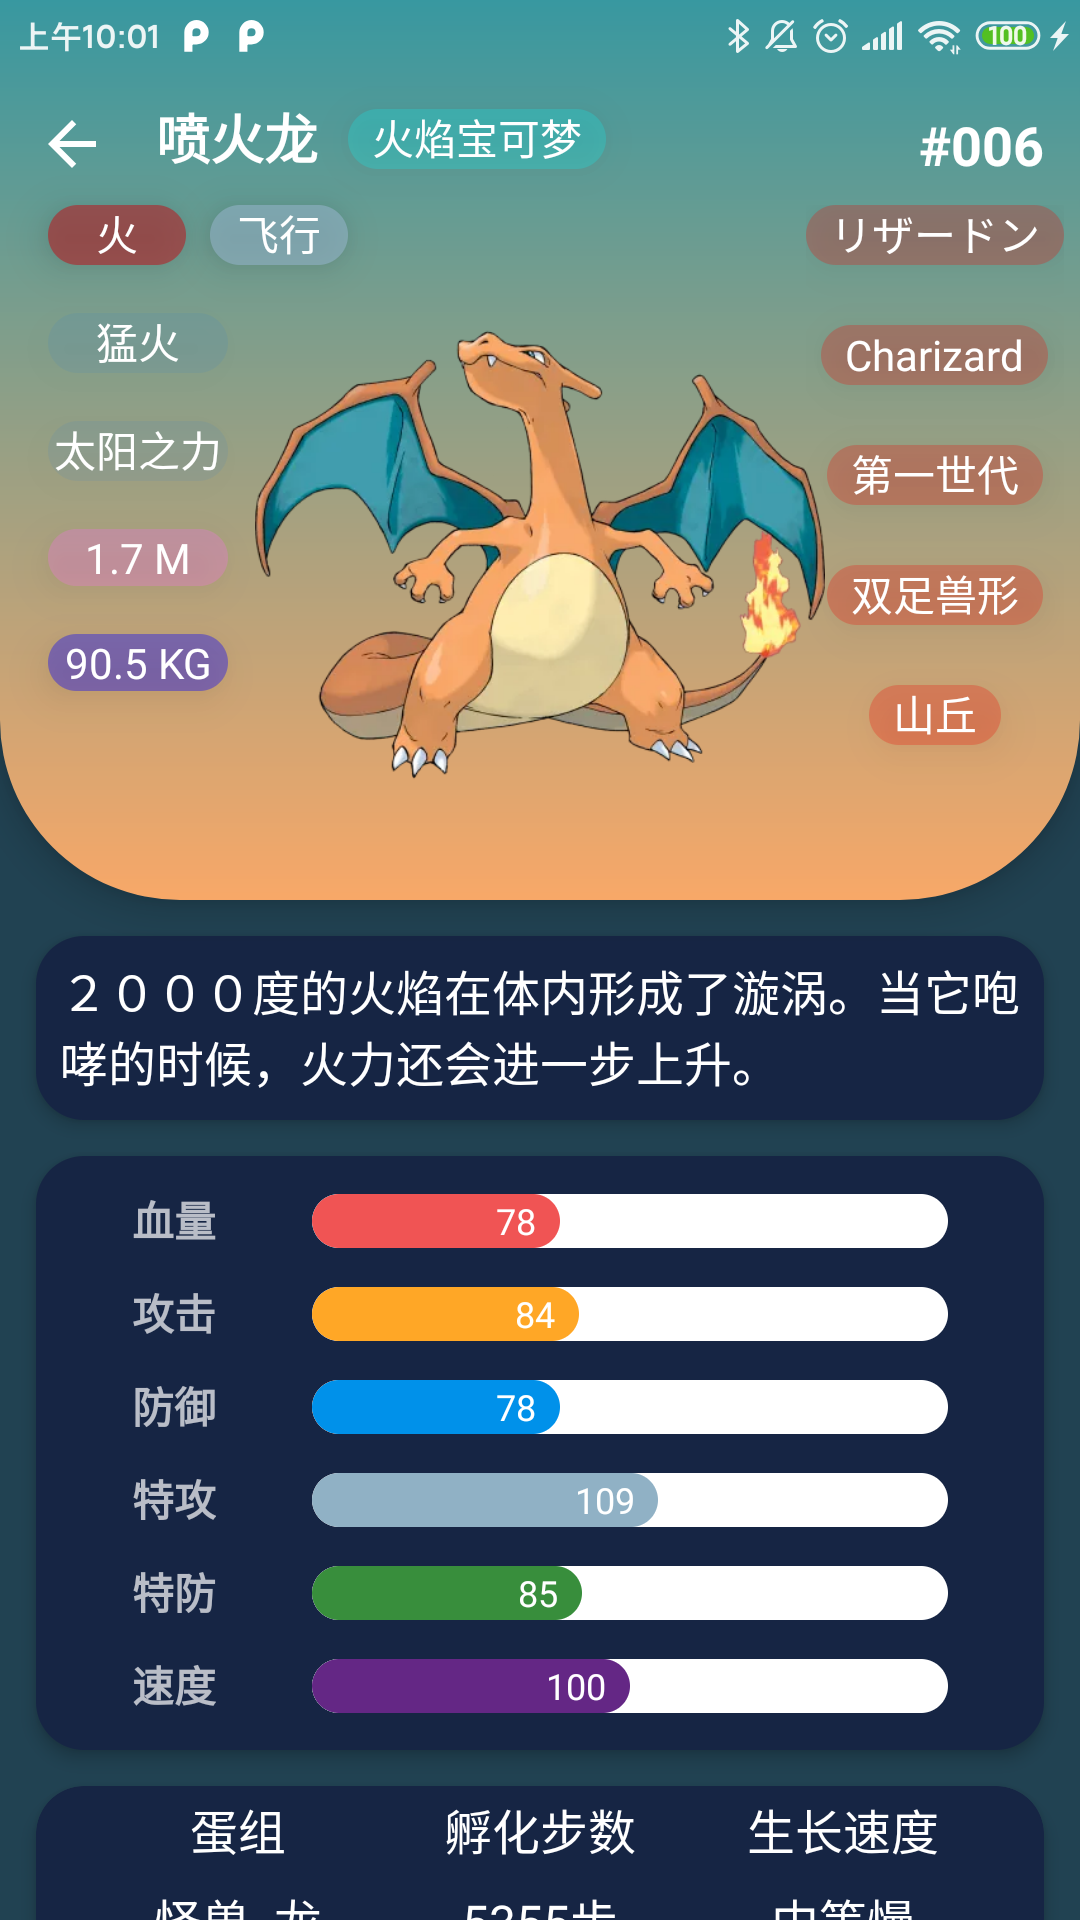 上午10:01
100
喷火龙
火焰宝可梦
#006
火
飞行
リザードン
猛火
Charizard
太阳之力
第一世代
1.7 M
双足兽形
90.5 KG
山丘
２０００度的火焰在体内形成了漩涡。当它咆
哮的时候，火力还会进一步上升。
血量 78
攻击 84
防御 78
特攻 109
特防 85
速度 100
蛋组 孵化步数 生长速度
怪兽 龙 5355步 中等慢